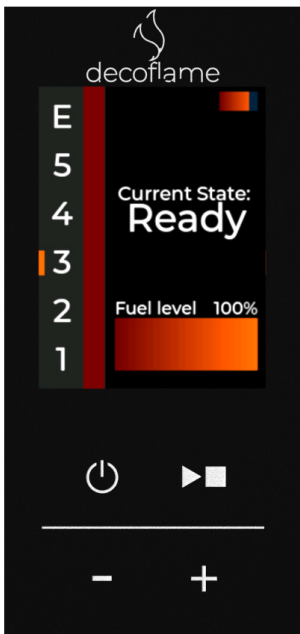 decoflame
E
5
4
3
2
1
Current State:
Ready
Fuel level 100%
- 
+